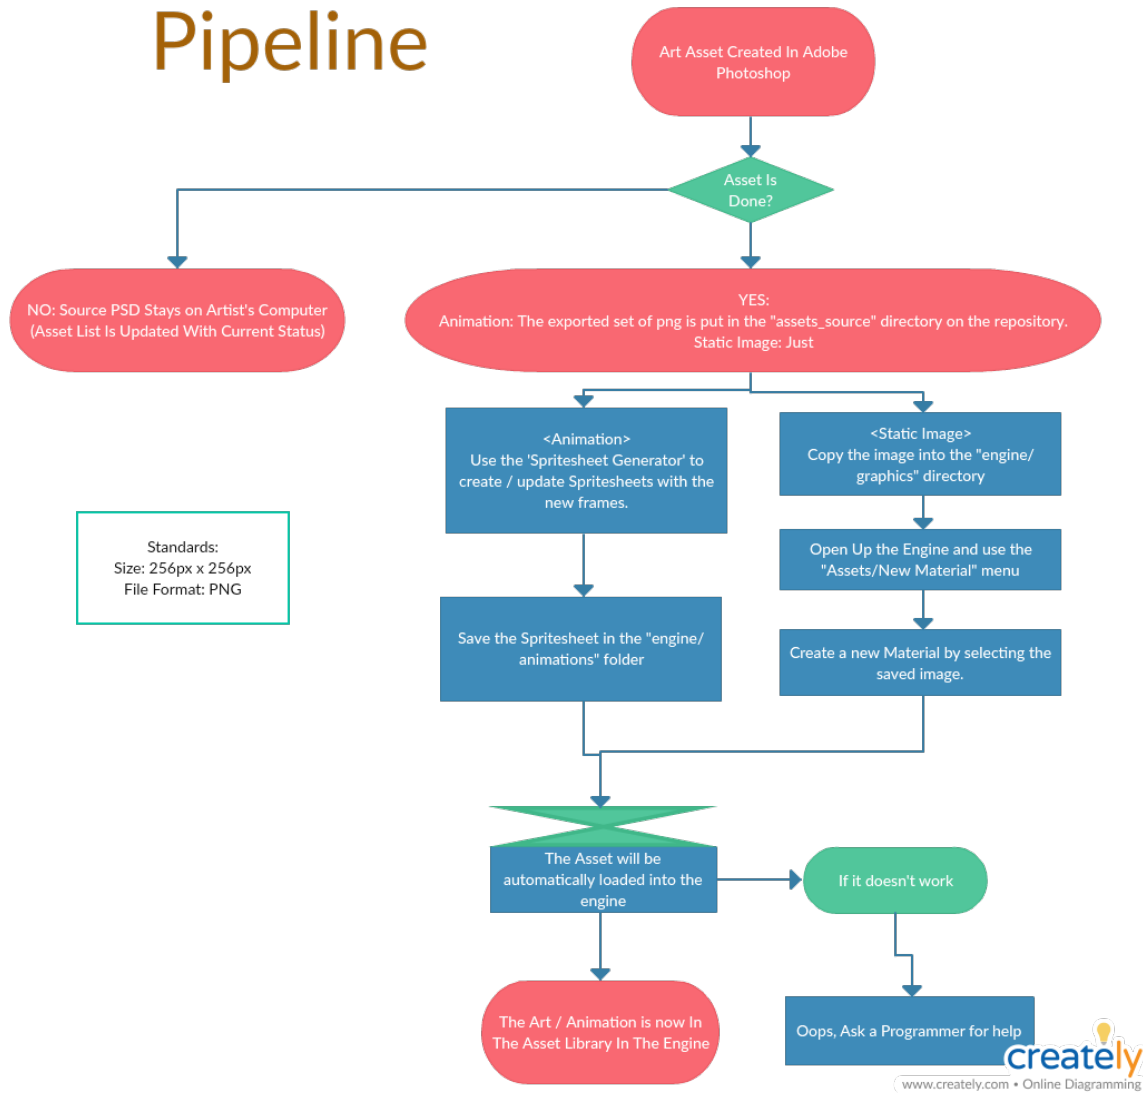 Pipeline
Art Asset Created In Adobe
Photoshop
Asset Is
Done?
NO: Source PSD Stays on Artist's Computer
(Asset List Is Updated With Current Status)
YES:
Animation: The exported set of png is put in the "assets_source" directory on the repository.
Static Image: Just
<Animation>
Use the 'Spritesheet Generator' to
create / update Spritesheets with the
new frames.
<Static Image>
Copy the image into the "engine/
graphics" directory
Standards:
Size: 256px x 256px
File Format: PNG
Open Up the Engine and use the
"Assets/New Material" menu
Save the Spritesheet in the "engine/
animations" folder
Create a new Material by selecting the
saved image.
The Asset will be
automatically loaded into the
engine
If it doesn't work
The Art / Animation is now In
The Asset Library In The Engine
Oops, Ask a Programmer for help
creately
www.creately.com • Online Diagramming